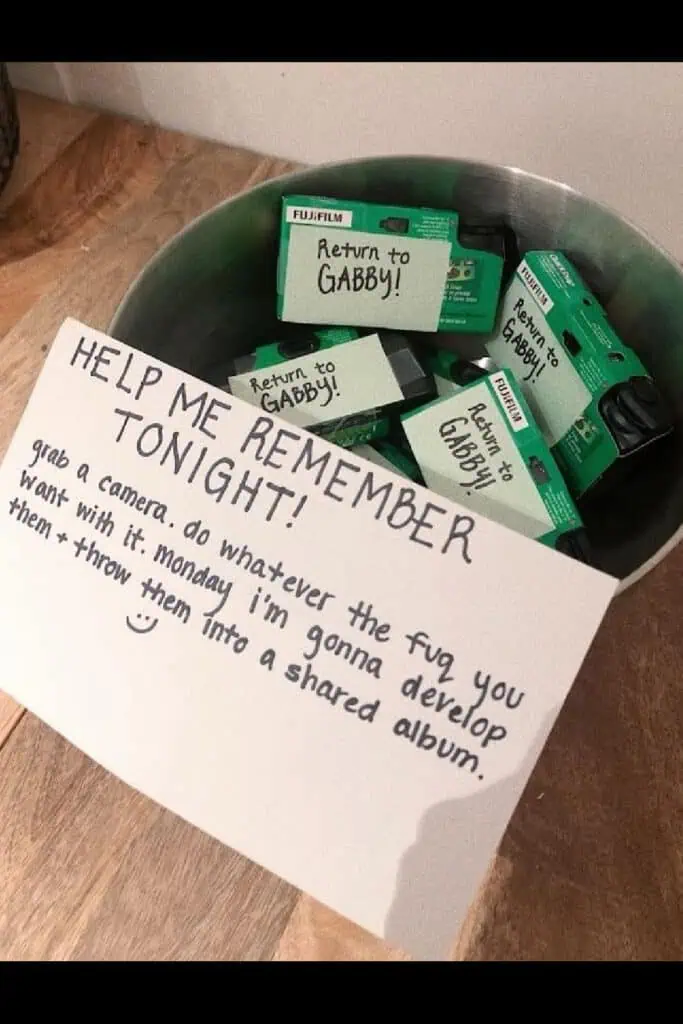 FUJIFILM
Return to
GABBY!
FUJIFILM
Return to
GABBY!
Return to
GABBY!
FUJIFILM
Return to
GABBY!
HELP ME REMEMBER
TONIGHT!
grab a camera. do whatever the fuq you
want with it. monday i'm gonna develop
them + throw them into a shared album.